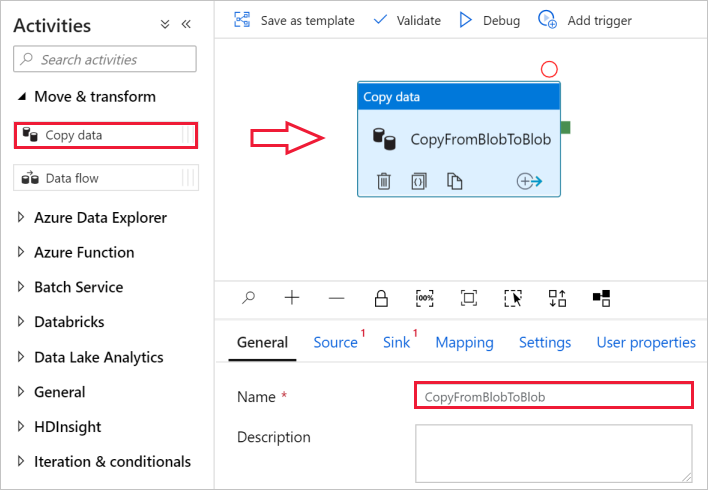 Activities
Search activities
Move & transform
Copy data
Data flow
Azure Data Explorer
Azure Function
Batch Service
Databricks
Data Lake Analytics
General
HDInsight
Iteration & conditionals
Save as template
Validate
Debug
Add trigger
Copy data
CopyFromBlobToBlob
100%
General
Source 1
Sink 1
Mapping
Settings
User properties
Name *
CopyFromBlobToBlob
Description